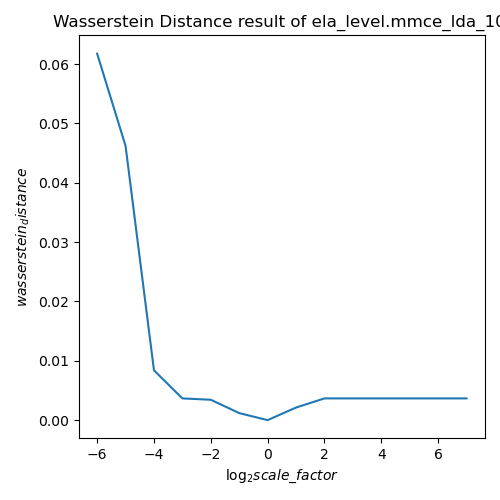 Wasserstein Distance result of ela_level.mmce_lda_10
0.06
0.05
0.04
0.03
0.02
0.01
0.00
wasserstein_distance
−6 −4 −2 0 2 4 6
log₂scale_factor